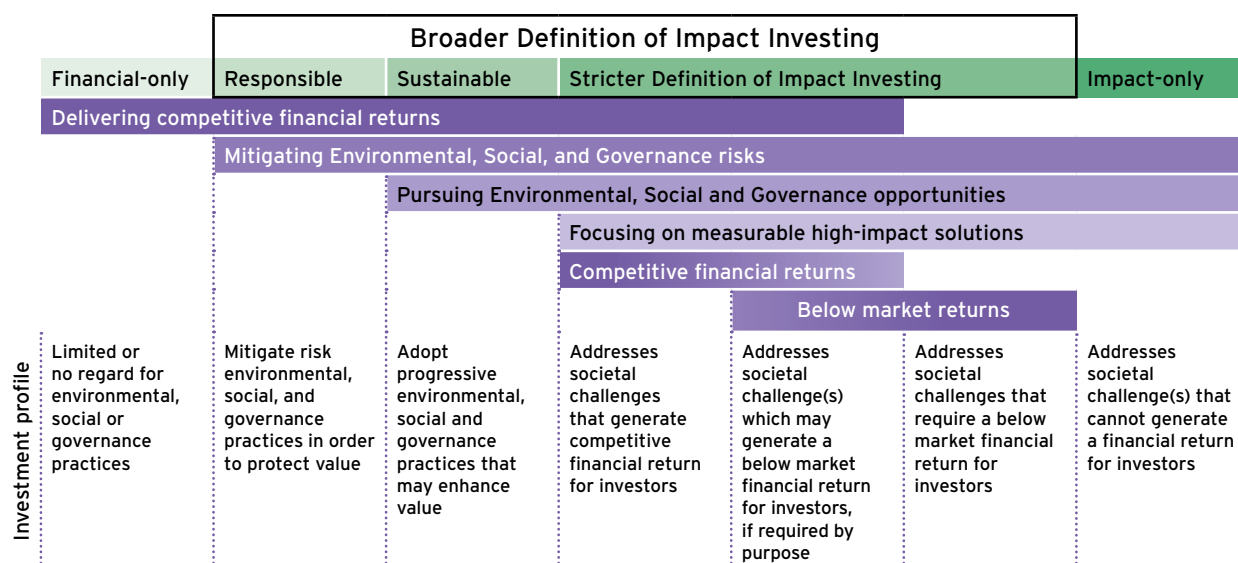 Broader Definition of Impact Investing
Financial-only
Responsible
Sustainable
Stricter Definition of Impact Investing
Impact-only
Delivering competitive financial returns
Mitigating Environmental, Social, and Governance risks
Pursuing Environmental, Social and Governance opportunities
Focusing on measurable high-impact solutions
Competitive financial returns
Below market returns
Investment profile
Limited or
no regard for
environmental,
social or
governance
practices
Mitigate risk
environmental,
social, and
governance
practices in order
to protect value
Adopt
progressive
environmental,
social and
governance
practices that
may enhance
value
Addresses
societal
challenges
that generate
competitive
financial return
for investors
Addresses
societal
challenge(s)
which may
generate a
below market
financial return
for investors,
if required by
purpose
Addresses
societal
challenges that
require a below
market financial
return for
investors
Addresses
societal
challenge(s) that
cannot generate
a financial return
for investors